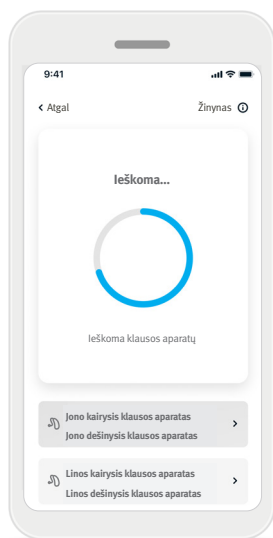 9:41
Atgal
Žinynas
Ieškoma...
Ieškoma klausos aparatų
Jono kairysis klausos aparatas
Jono dešinysis klausos aparatas
Linos kairysis klausos aparatas
Linos dešinysis klausos aparatas